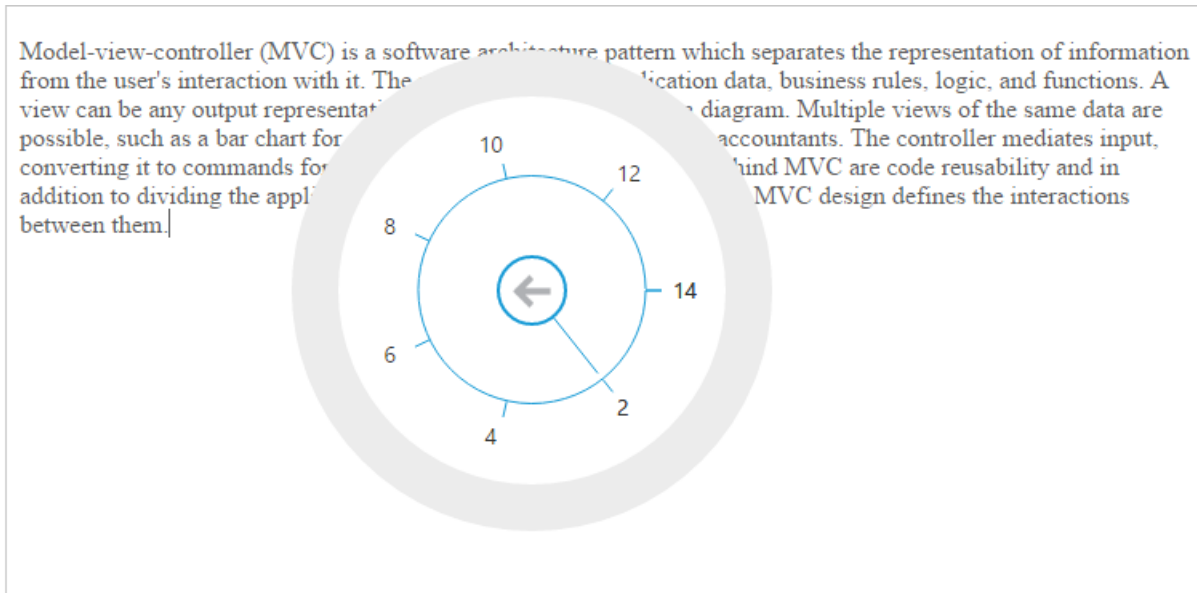 Model-view-controller (MVC) is a software pattern which separates the representation of information
from the user's interaction with it. The data, business rules, logic, and functions. A
view can be any output diagram. Multiple views of the same data are
possible, such as a bar chart for accountants. The controller mediates input,
converting it to commands MVC are code reusability and in
addition to dividing the MVC design defines the interactions
between them.
10
12
8
14
6
2
4